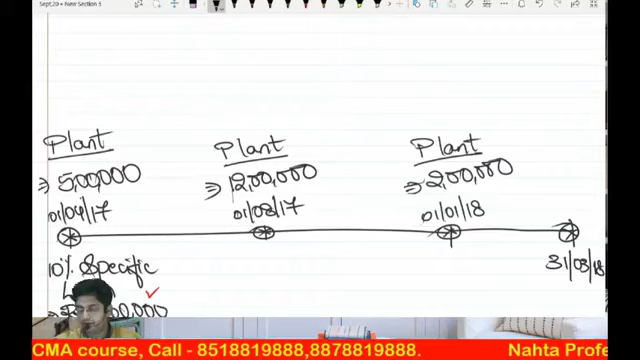 Sept,20 • New Section 5
Plant
⇒ 5,00,000
01/04/17
Plant
⇒ 12,00,000
01/08/17
Plant
⇒ 2,00,000
01/01/18
31/03/18
10% Specific
00,000
CMA course, Call - 8518819888,8878819888.
Nahta Profe